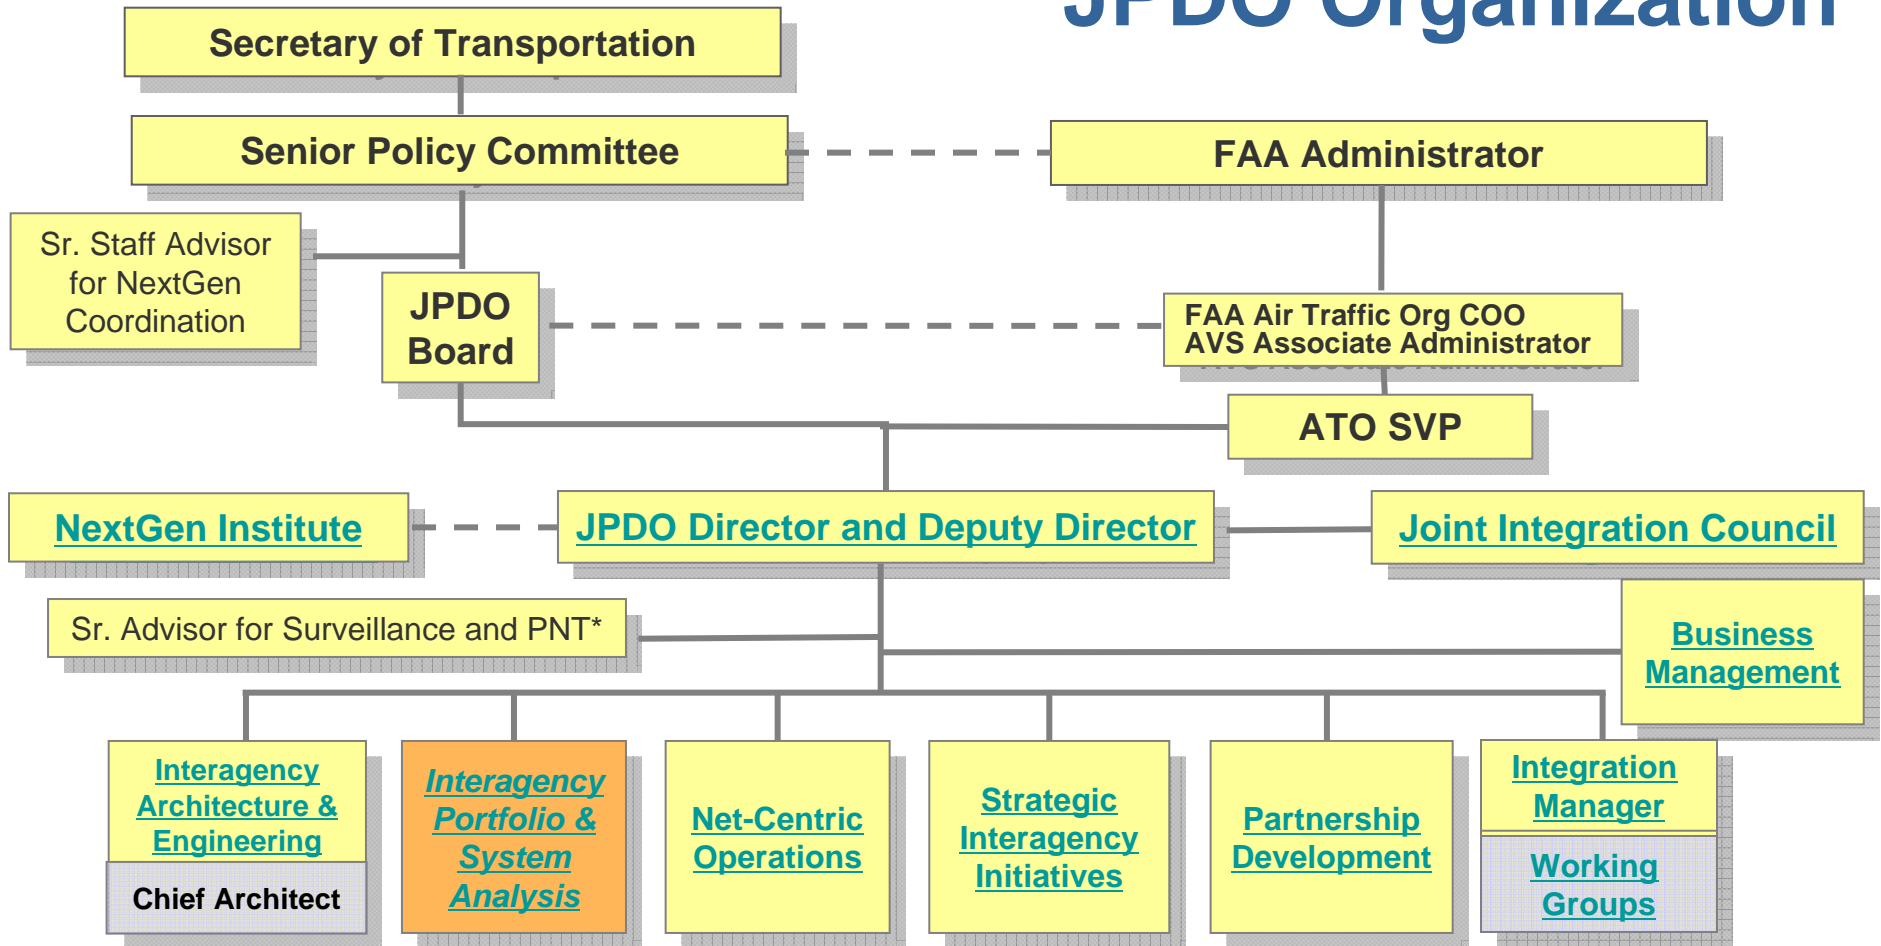 JPDO Organization
Secretary of Transportation
Senior Policy Committee
FAA Administrator
Sr. Staff Advisor
for NextGen
Coordination
JPDO
Board
FAA Air Traffic Org COO
AVS Associate Administrator
ATO SVP
NextGen Institute
JPDO Director and Deputy Director
Joint Integration Council
Sr. Advisor for Surveillance and PNT*
Business
Management
Interagency
Architecture &
Engineering
Chief Architect
Interagency
Portfolio &
System
Analysis
Net-Centric
Operations
Strategic
Interagency
Initiatives
Partnership
Development
Integration
Manager
Working
Groups